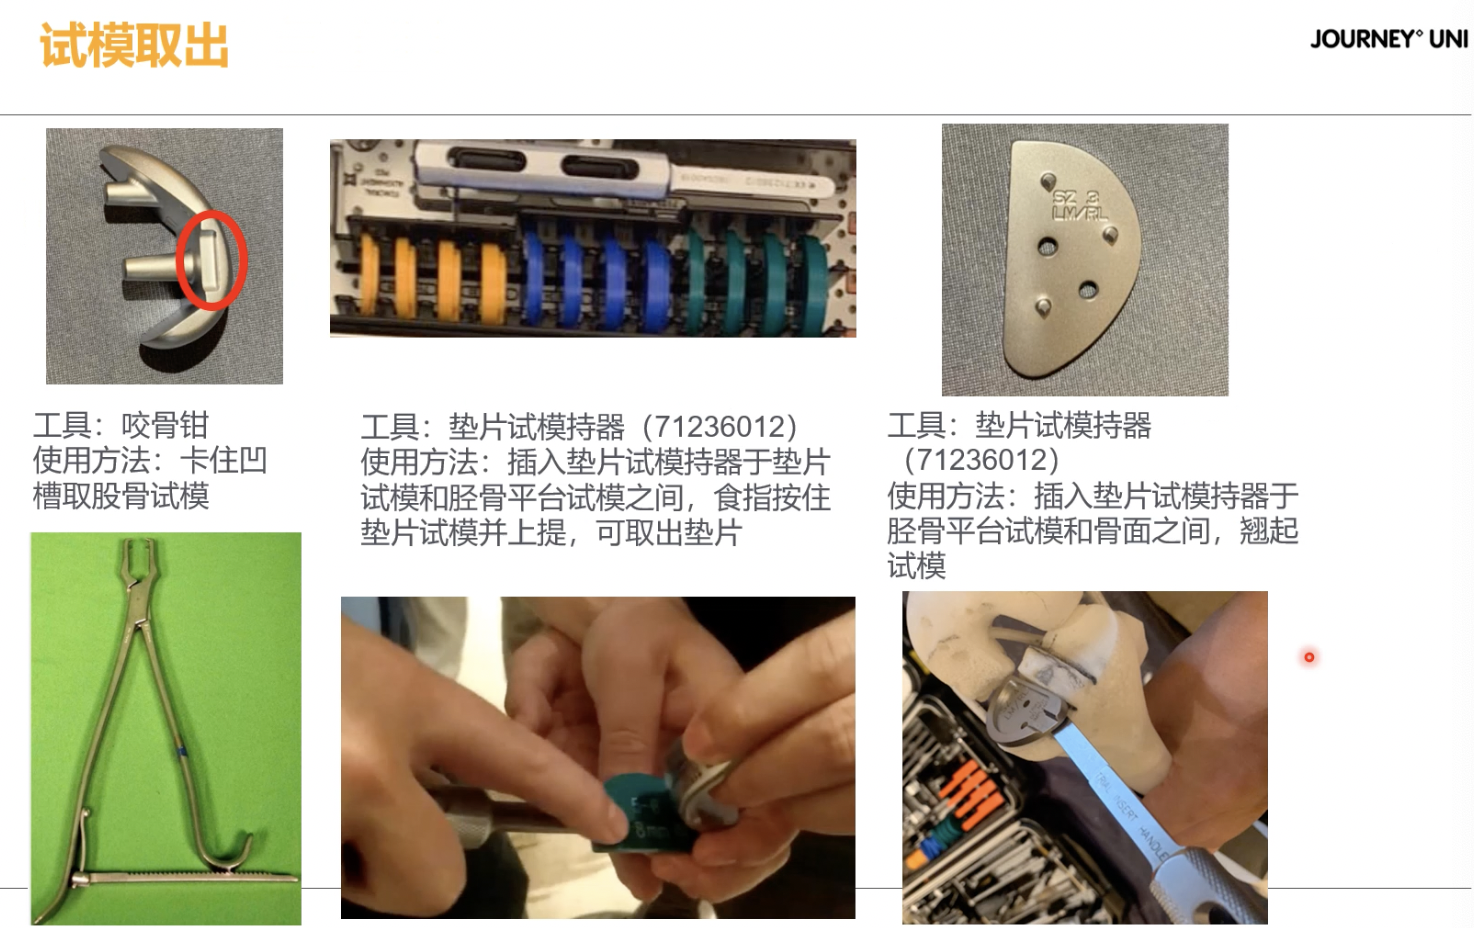 试模取出
JOURNEY° UNI
SZ 3
LM/RL
工具：咬骨钳
使用方法：卡住凹
槽取股骨试模
工具：垫片试模持器（71236012）
使用方法：插入垫片试模持器于垫片
试模和胫骨平台试模之间，食指按住
垫片试模并上提，可取出垫片
工具：垫片试模持器
（71236012）
使用方法：插入垫片试模持器于
胫骨平台试模和骨面之间，翘起
试模
8mm
TRIAL INSERT HANDLE